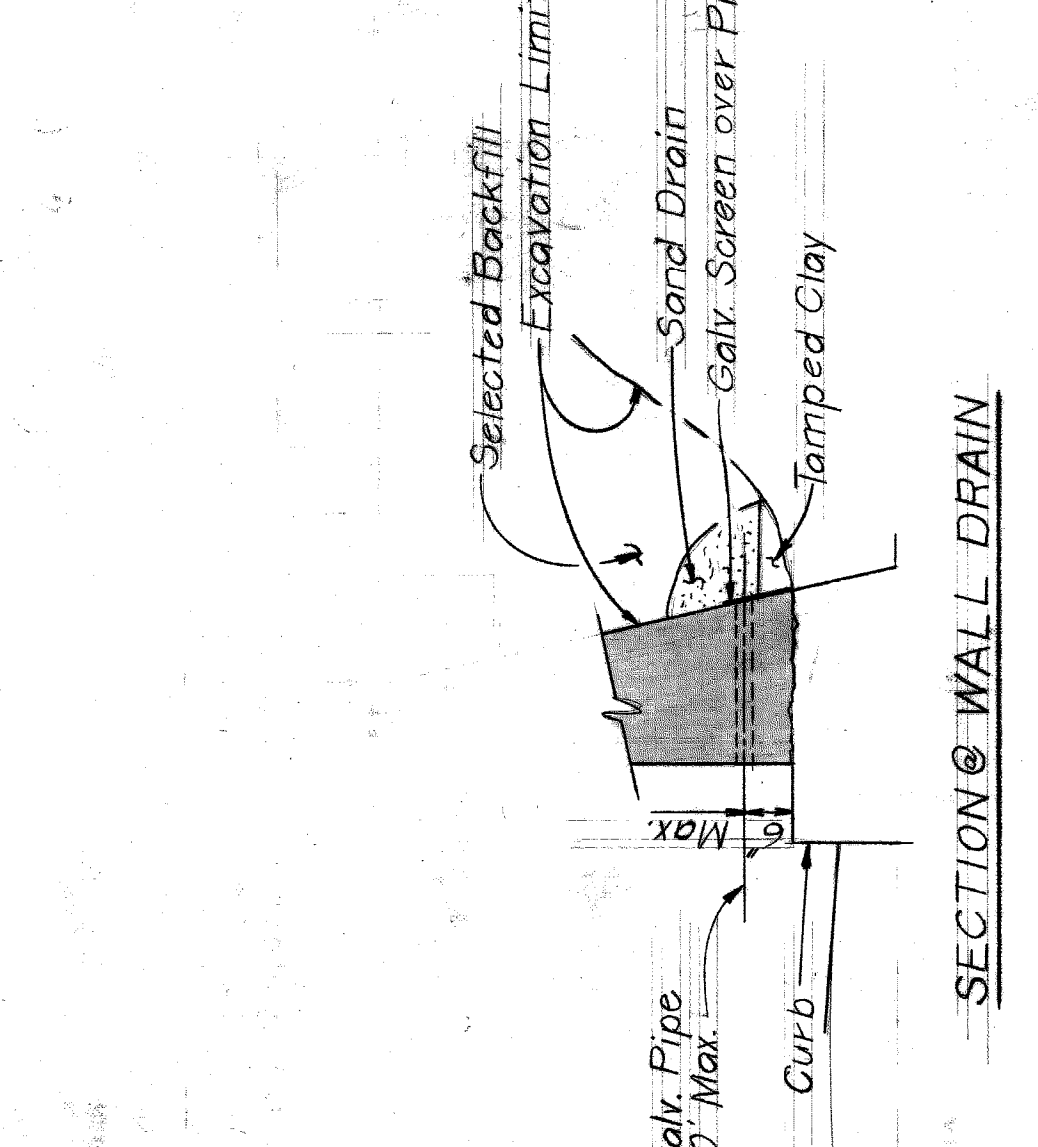 Selected Backfill
Excavation Limi
Sand Drain
Galv. Screen over Pi
Tamped Clay
6" Max.
alv. Pipe
Max.
Curb
SECTION @ WALL DRAIN